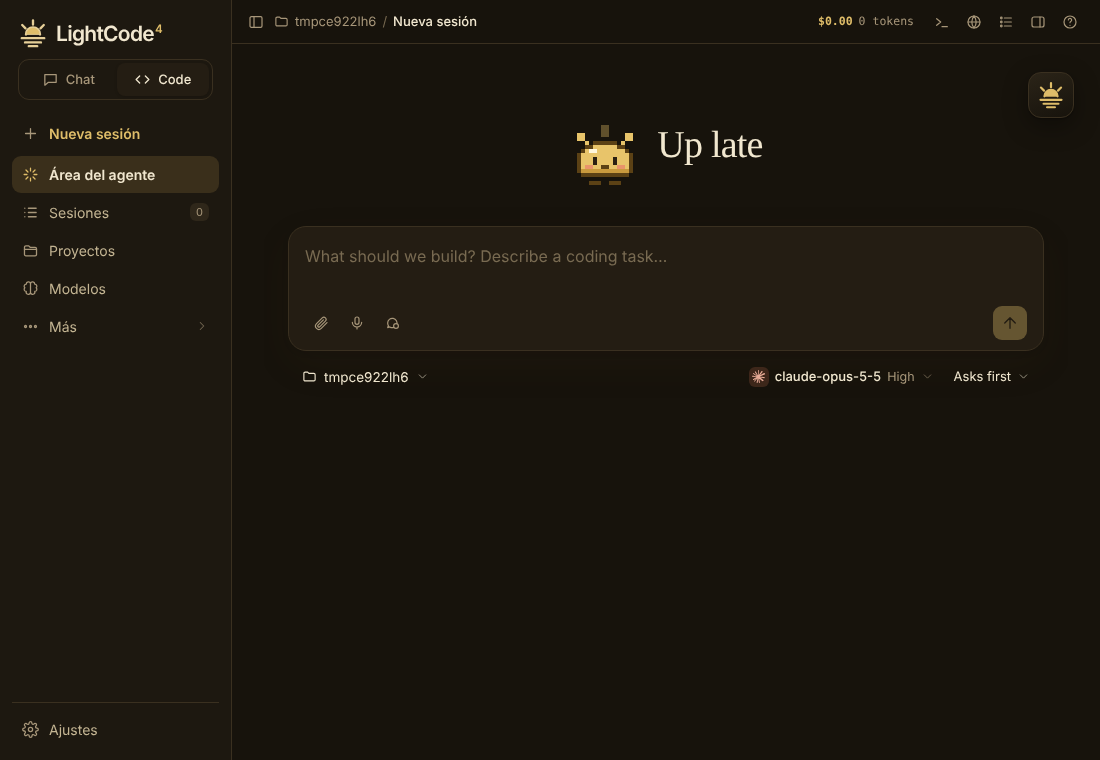 LightCode4
Chat
Code
Nueva sesión
Área del agente
Sesiones 0
Proyectos
Modelos
Más
Ajustes
tmpce922lh6 / Nueva sesión
$0.00 0 tokens
Up late
What should we build? Describe a coding task...
tmpce922lh6
claude-opus-5-5 High
Asks first